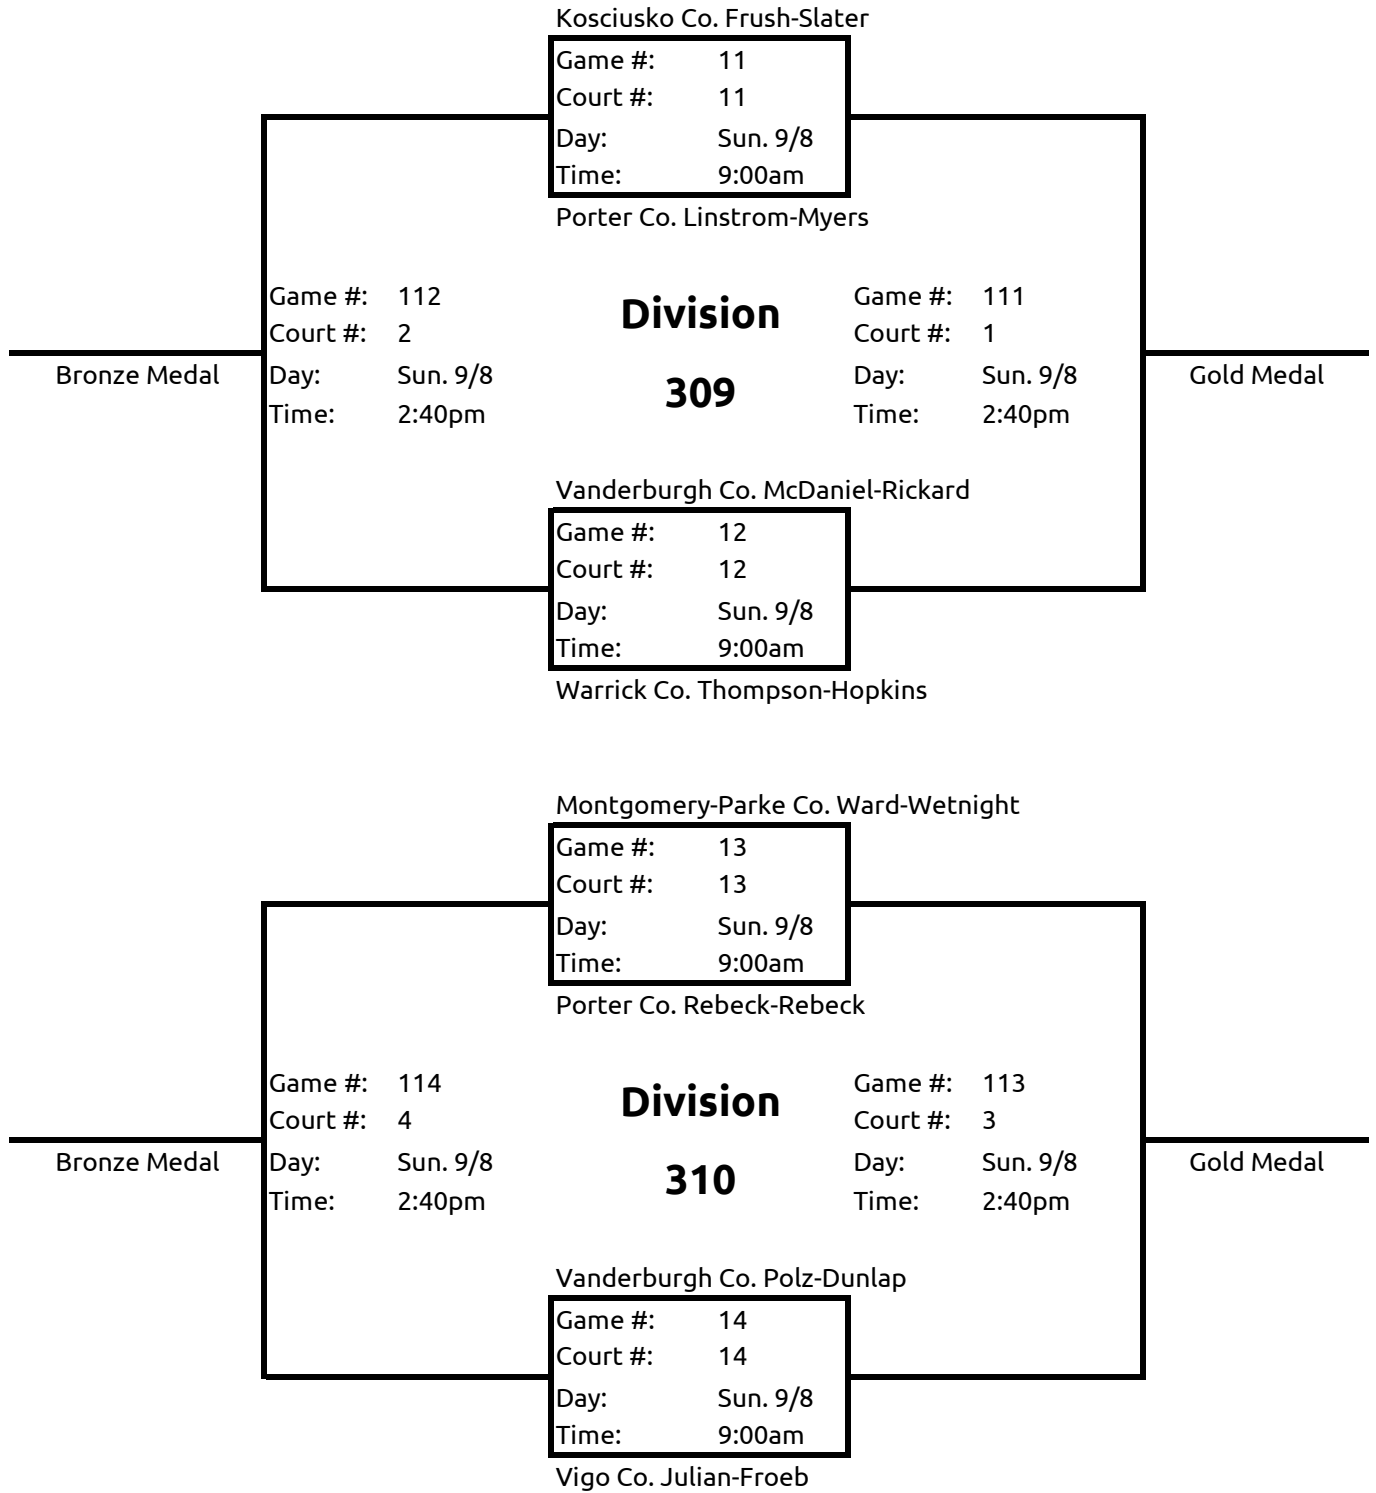 Kosciusko Co. Frush-Slater
Game #: 11
Court #: 11
Day: Sun. 9/8
Time: 9:00am
Porter Co. Linstrom-Myers
Game #: 112
Court #: 2
Day: Sun. 9/8
Time: 2:40pm
Bronze Medal
Division
309
Game #: 111
Court #: 1
Day: Sun. 9/8
Time: 2:40pm
Gold Medal
Vanderburgh Co. McDaniel-Rickard
Game #: 12
Court #: 12
Day: Sun. 9/8
Time: 9:00am
Warrick Co. Thompson-Hopkins
Montgomery-Parke Co. Ward-Wetnight
Game #: 13
Court #: 13
Day: Sun. 9/8
Time: 9:00am
Porter Co. Rebeck-Rebeck
Game #: 114
Court #: 4
Day: Sun. 9/8
Time: 2:40pm
Bronze Medal
Division
310
Game #: 113
Court #: 3
Day: Sun. 9/8
Time: 2:40pm
Gold Medal
Vanderburgh Co. Polz-Dunlap
Game #: 14
Court #: 14
Day: Sun. 9/8
Time: 9:00am
Vigo Co. Julian-Froeb